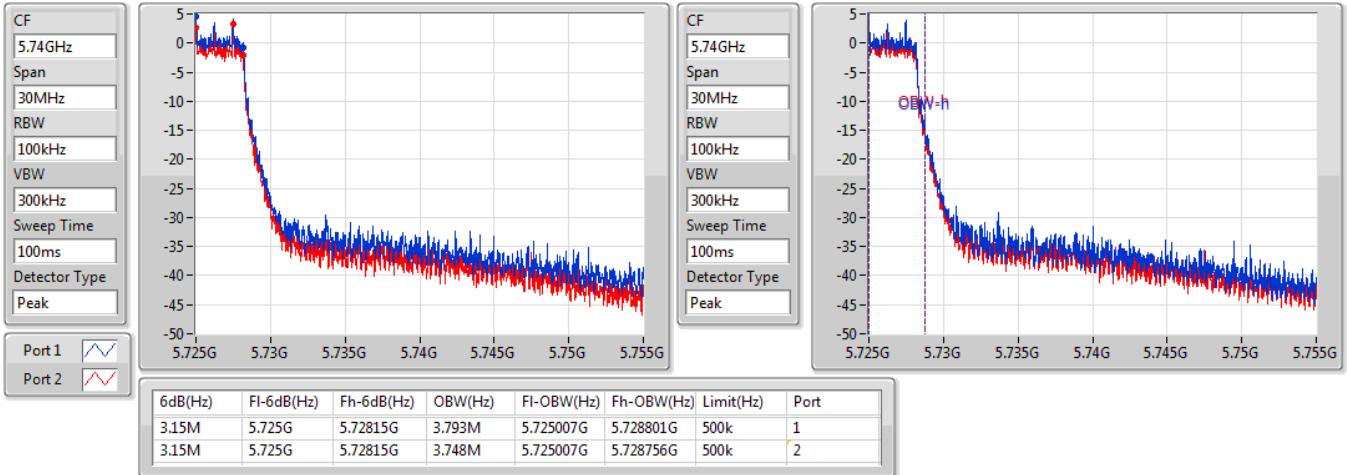 CF
5.74GHz
Span
30MHz
RBW
100kHz
VBW
300kHz
Sweep Time
100ms
Detector Type
Peak
Port 1
Port 2
5
0
-5
-10
-15
-20
-25
-30
-35
-40
-45
-50
5.725G 5.73G 5.735G 5.74G 5.745G 5.75G 5.755G
CF
5.74GHz
Span
30MHz
RBW
100kHz
VBW
300kHz
Sweep Time
100ms
Detector Type
Peak
5
0
-5
-10
-15
-20
-25
-30
-35
-40
-45
-50
OBW-h
5.725G 5.73G 5.735G 5.74G 5.745G 5.75G 5.755G
6dB(Hz) Fl-6dB(Hz) Fh-6dB(Hz) OBW(Hz) Fl-OBW(Hz) Fh-OBW(Hz) Limit(Hz) Port
3.15M 5.725G 5.72815G 3.793M 5.725007G 5.728801G 500k 1
3.15M 5.725G 5.72815G 3.748M 5.725007G 5.728756G 500k 2